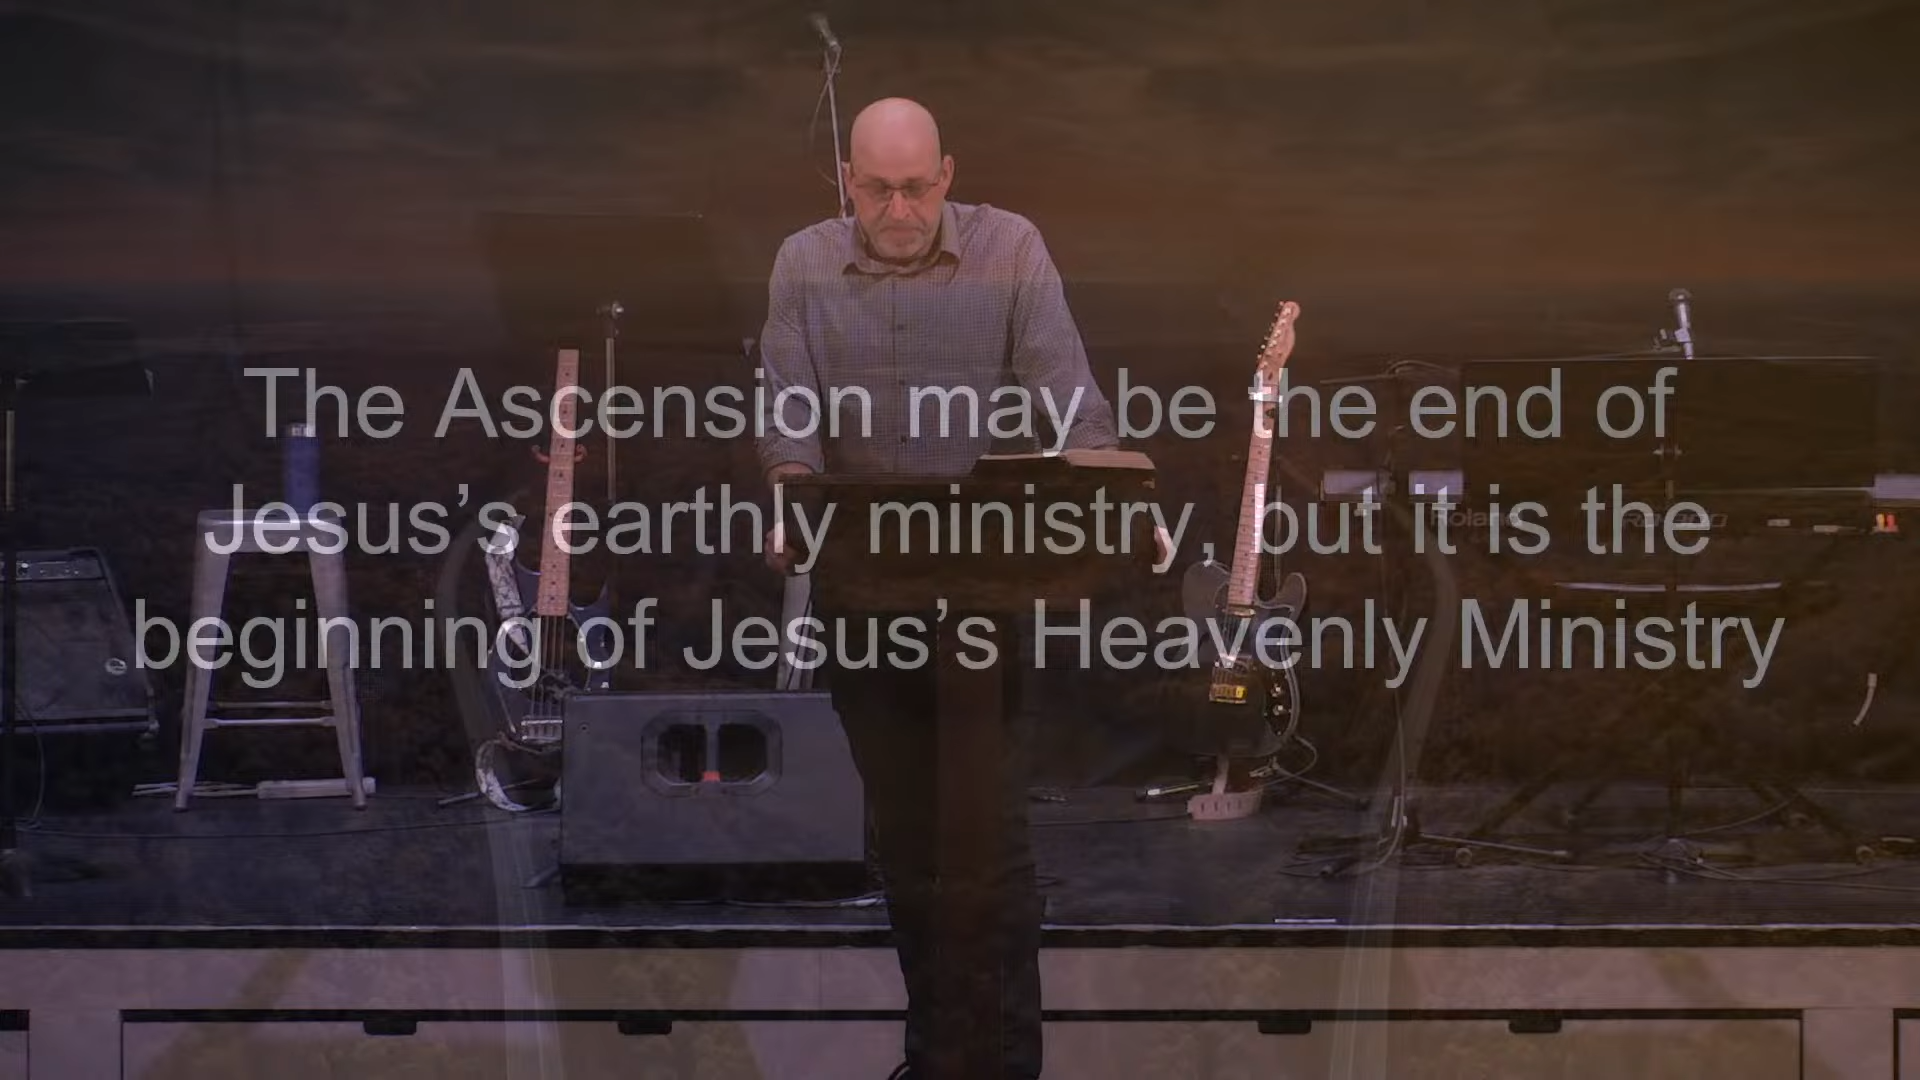 The Ascension may be the end of
Jesus’s earthly ministry, but it is the
beginning of Jesus’s Heavenly Ministry
Roland